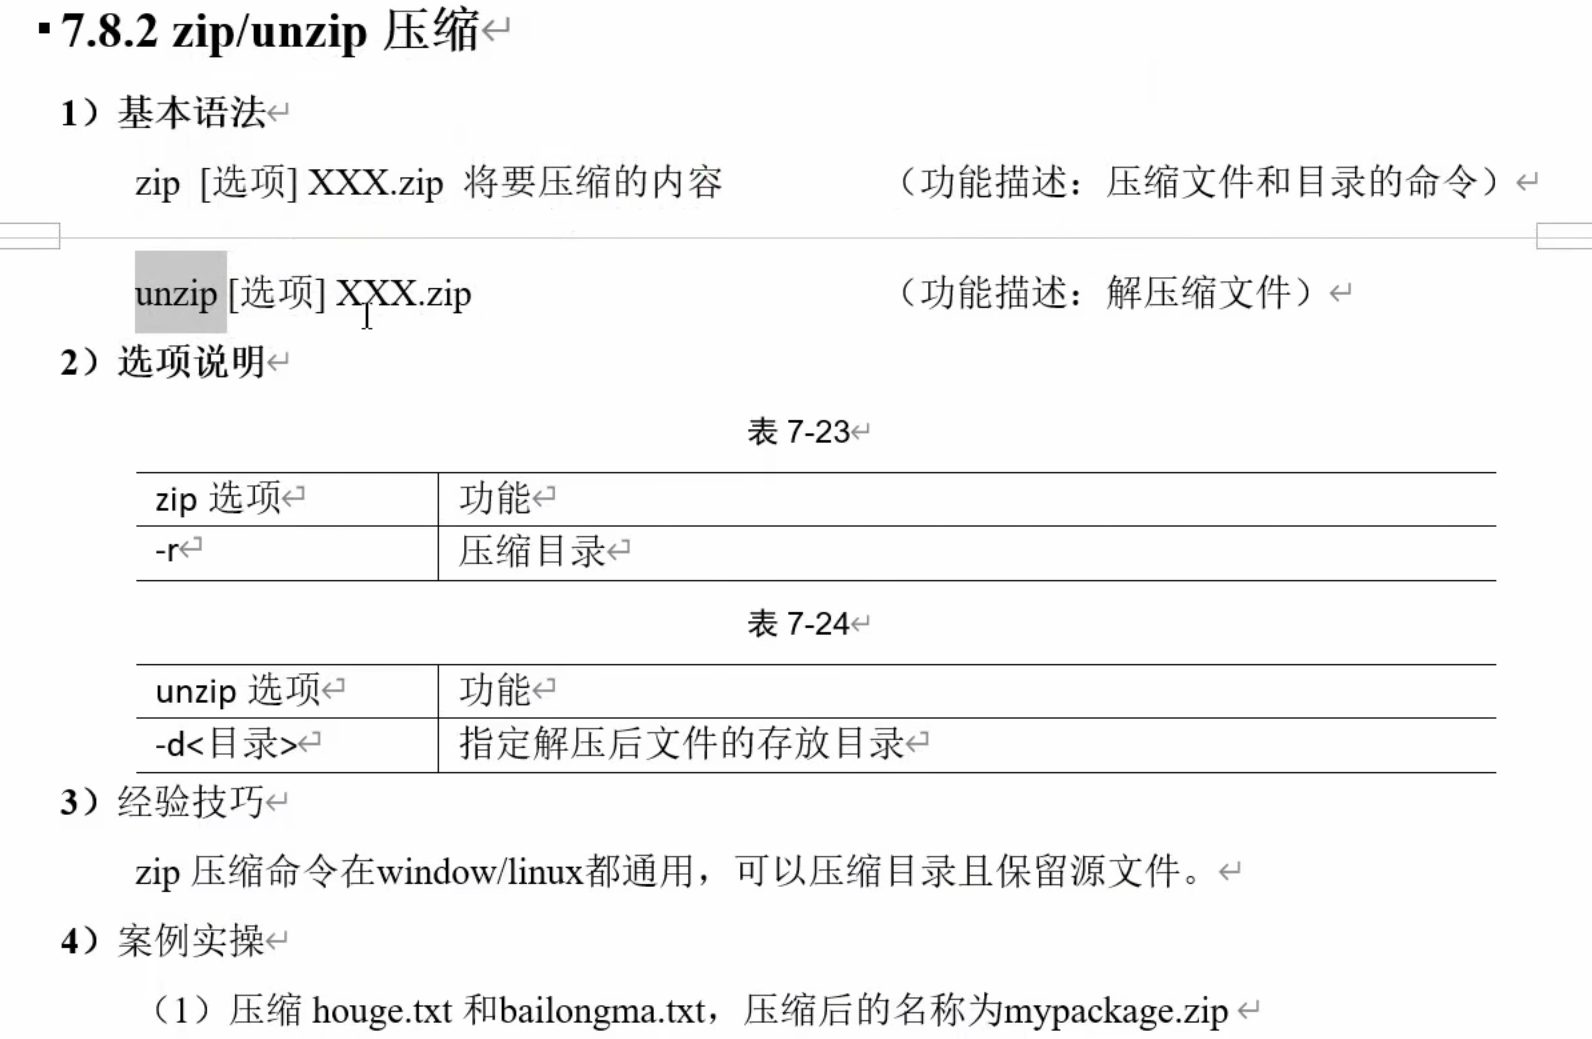 7.8.2 zip/unzip 压缩
1）基本语法
zip [选项] XXX.zip 将要压缩的内容 （功能描述：压缩文件和目录的命令）
unzip [选项] XXX.zip （功能描述：解压缩文件）
2）选项说明
表 7-23
zip 选项 功能
-r 压缩目录
表 7-24
unzip 选项 功能
-d<目录> 指定解压后文件的存放目录
3）经验技巧
zip 压缩命令在window/linux都通用，可以压缩目录且保留源文件。
4）案例实操
（1）压缩 houge.txt 和bailongma.txt，压缩后的名称为mypackage.zip